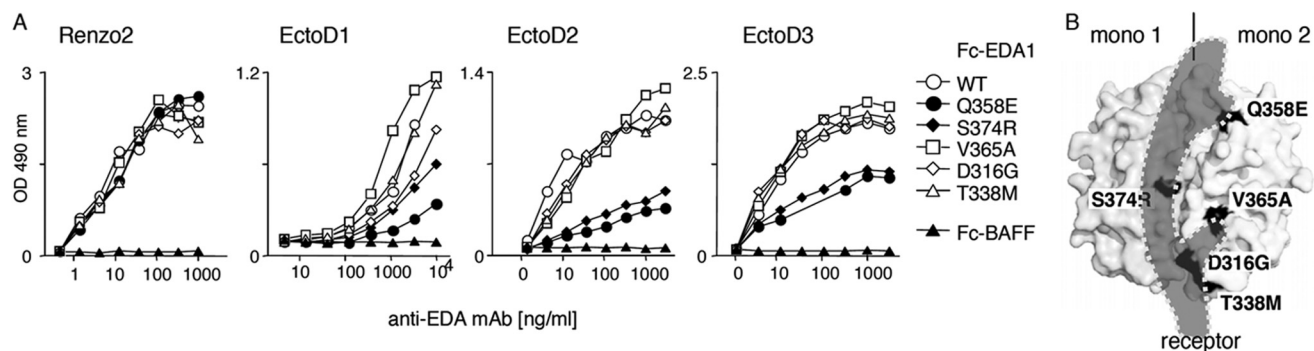 A
Renzo2
EctoD1
EctoD2
EctoD3
Fc-EDA1
WT
Q358E
S374R
V365A
D316G
T338M
Fc-BAFF
OD 490 nm
3
0
1 10 100 1000
1.2
0.6
0
10 100 1000 10⁴
1.4
0
0 10 100 1000
2.5
0
0 10 100 1000
anti-EDA mAb [ng/ml]
B
mono 1
mono 2
Q358E
S374R
V365A
D316G
T338M
receptor